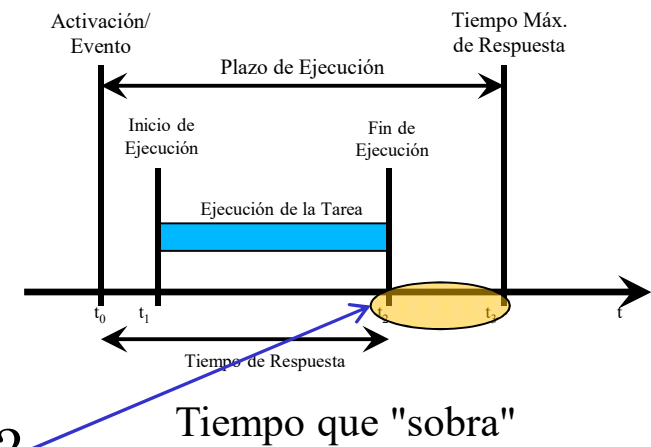 Activación/
Evento
Tiempo Máx.
de Respuesta
Plazo de Ejecución
Inicio de
Ejecución
Fin de
Ejecución
Ejecución de la Tarea
t0
t1
t2
t3
t
Tiempo de Respuesta
Tiempo que "sobra"
?